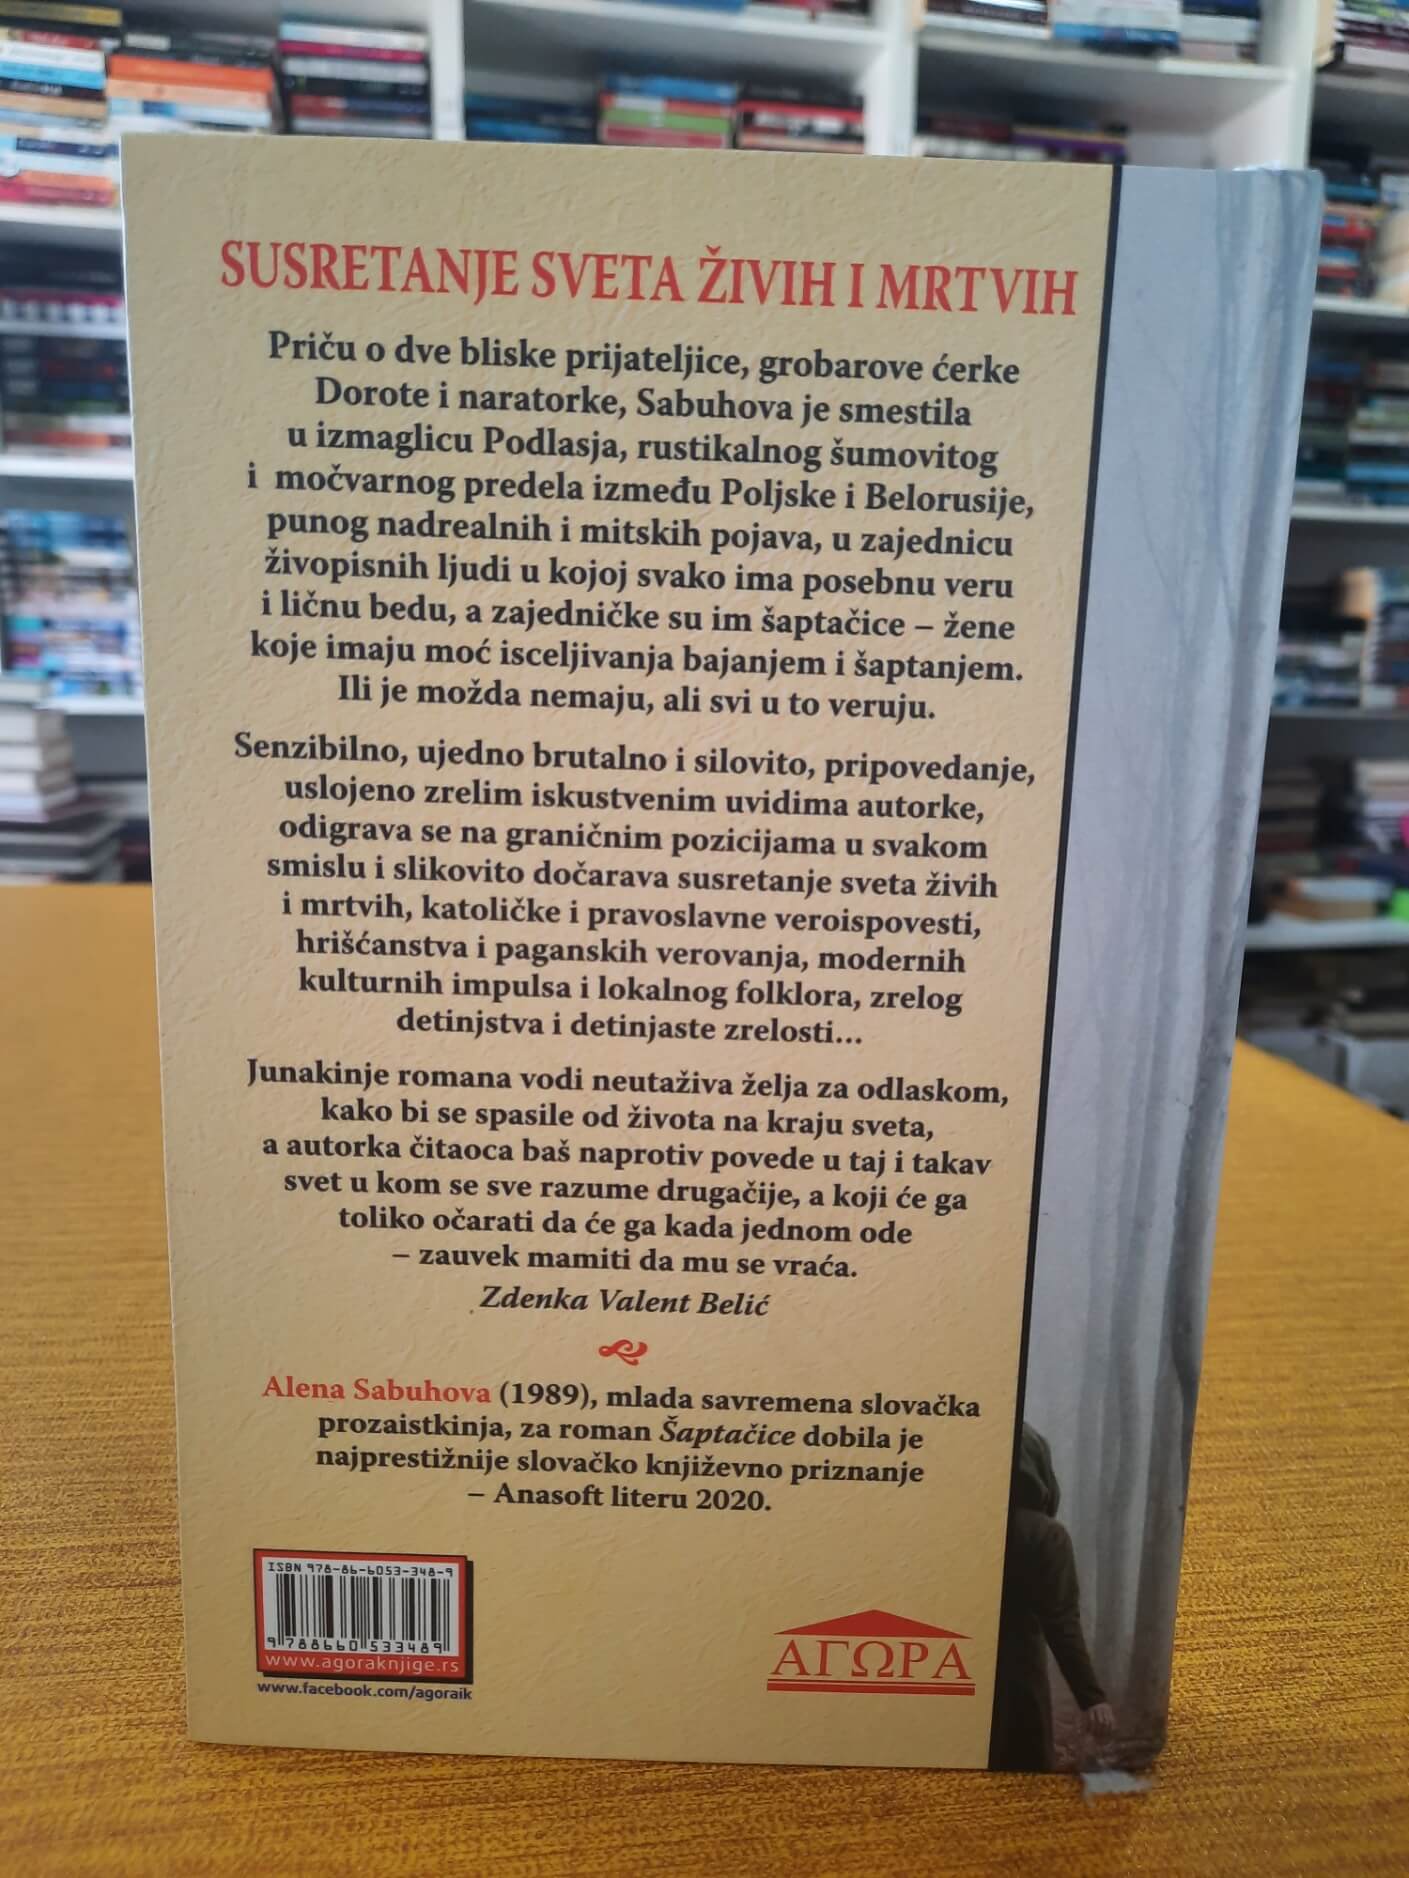 SUSRETANJE SVETA ŽIVIH I MRTVIH
Priču o dve bliske prijateljice, grobarove ćerke
Dorote i naratorke, Sabuhova je smestila
u izmaglicu Podlasja, rustikalnog šumovitog
i močvarnog predela između Poljske i Belorusije,
punog nadrealnih i mitskih pojava, u zajednicu
živopisnih ljudi u kojoj svako ima posebnu veru
i ličnu bedu, a zajedničke su im šaptačice – žene
koje imaju moć isceljivanja bajanjem i šaptanjem.
Ili je možda nemaju, ali svi u to veruju.
Senzibilno, ujedno brutalno i silovito, pripovedanje,
uslojeno zrelim iskustvenim uvidima autorke,
odigrava se na graničnim pozicijama u svakom
smislu i slikovito dočarava susretanje sveta živih
i mrtvih, katoličke i pravoslavne veroispovesti,
hrišćanstva i paganskih verovanja, modernih
kulturnih impulsa i lokalnog folklora, zrelog
detinjstva i detinjaste zrelosti...
Junakinje romana vodi neutaživa želja za odlaskom,
kako bi se spasile od života na kraju sveta,
a autorka čitaoca baš naprotiv povede u taj i takav
svet u kom se sve razume drugačije, a koji će ga
toliko očarati da će ga kada jednom ode
– zauvek mamiti da mu se vraća.
Zdenka Valent Belić
Alena Sabuhova (1989), mlada savremena slovačka
prozaistkinja, za roman Šaptačice dobila je
najprestižnije slovačko književno priznanje
– Anasoft literu 2020.
ISBN 978-86-6053-348-9
9 788660 533489
www.agoraknjige.rs
www.facebook.com/agoraik
ΑΓΩΡΑ